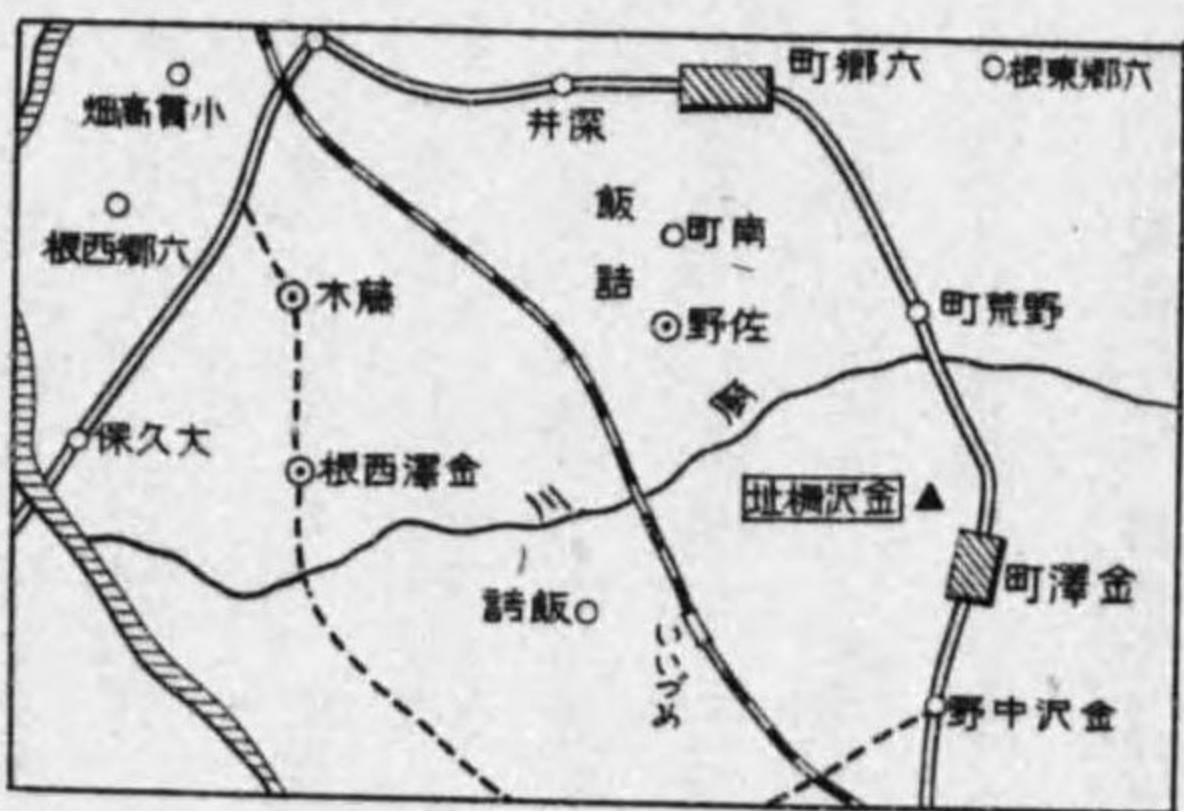 六郷町
六郷東根
深井
小貫高畑
六郷西根
飯詰
南町
藤木
佐野
野荒町
大久保
金澤西根
厨川
金沢柵址
金澤町
飯詰
いいづめ
金沢中野